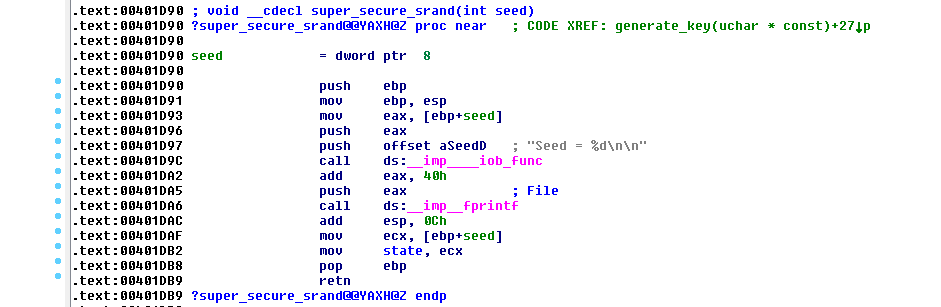 .text:00401D90 ; void __cdecl super_secure_srand(int seed)
.text:00401D90 ?super_secure_srand@@YAXH@Z proc near ; CODE XREF: generate_key(uchar * const)+27↓p
.text:00401D90
.text:00401D90 seed = dword ptr 8
.text:00401D90
.text:00401D90 push ebp
.text:00401D91 mov ebp, esp
.text:00401D93 mov eax, [ebp+seed]
.text:00401D96 push eax
.text:00401D97 push offset aSeedD ; "Seed = %d\n\n"
.text:00401D9C call ds:__imp____iob_func
.text:00401DA2 add eax, 40h
.text:00401DA5 push eax ; File
.text:00401DA6 call ds:__imp__fprintf
.text:00401DAC add esp, 0Ch
.text:00401DAF mov ecx, [ebp+seed]
.text:00401DB2 mov state, ecx
.text:00401DB8 pop ebp
.text:00401DB9 retn
.text:00401DB9 ?super_secure_srand@@YAXH@Z endp